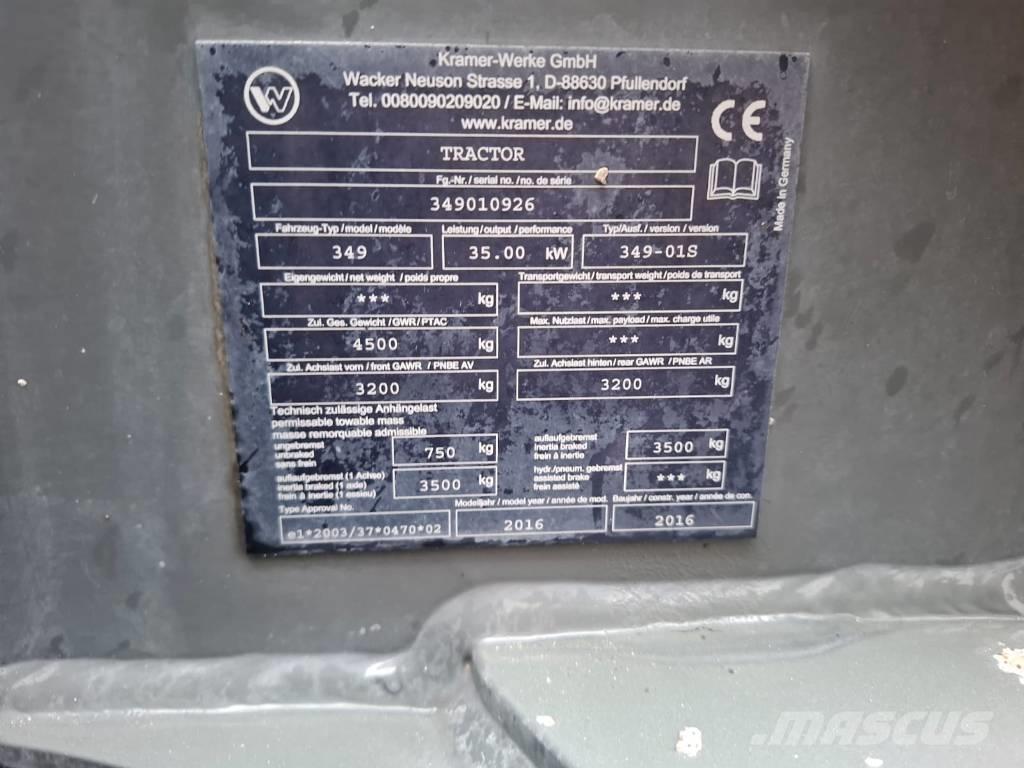 Kramer-Werke GmbH
Wacker Neuson Strasse 1, D-88630 Pfullendorf
Tel. 0080090209020 / E-Mail: info@kramer.de
www.kramer.de
W
CE
TRACTOR
Fg.-Nr. / serial no. / no. de série
349010926
Made in Germany
Fahrzeug-Typ / model / modèle Leistung / output / performance Typ/Ausf. / version / version
349 35.00 kW 349-01S
Eigengewicht / net weight / poids propre Transportgewicht / transport weight / poids de transport
*** kg *** kg
Zul. Ges. Gewicht / GWR / PTAC Max. Nutzlast / max. payload / max. charge utile
4500 kg *** kg
Zul. Achslast vorn / front GAWR / PNBE AV Zul. Achslast hinten / rear GAWR / PNBE AR
3200 kg 3200 kg
Technisch zulässige Anhängelast
permissable towable mass
masse remorquable admissible
ungebremst
unbraked
sans frein
750 kg
auflaufgebremst
inertia braked
frein à inertie
3500 kg
auflaufgebremst (1 Achse)
inertia braked (1 axle)
frein à inertie (1 essieu)
3500 kg
hydr./pneum. gebremst
assisted brake
frein assisté
*** kg
Type Approval No. Modelljahr / model year / année de mod. Baujahr / constr. year / année de con.
e1*2003/37*0470*02 2016 2016
MASCUS